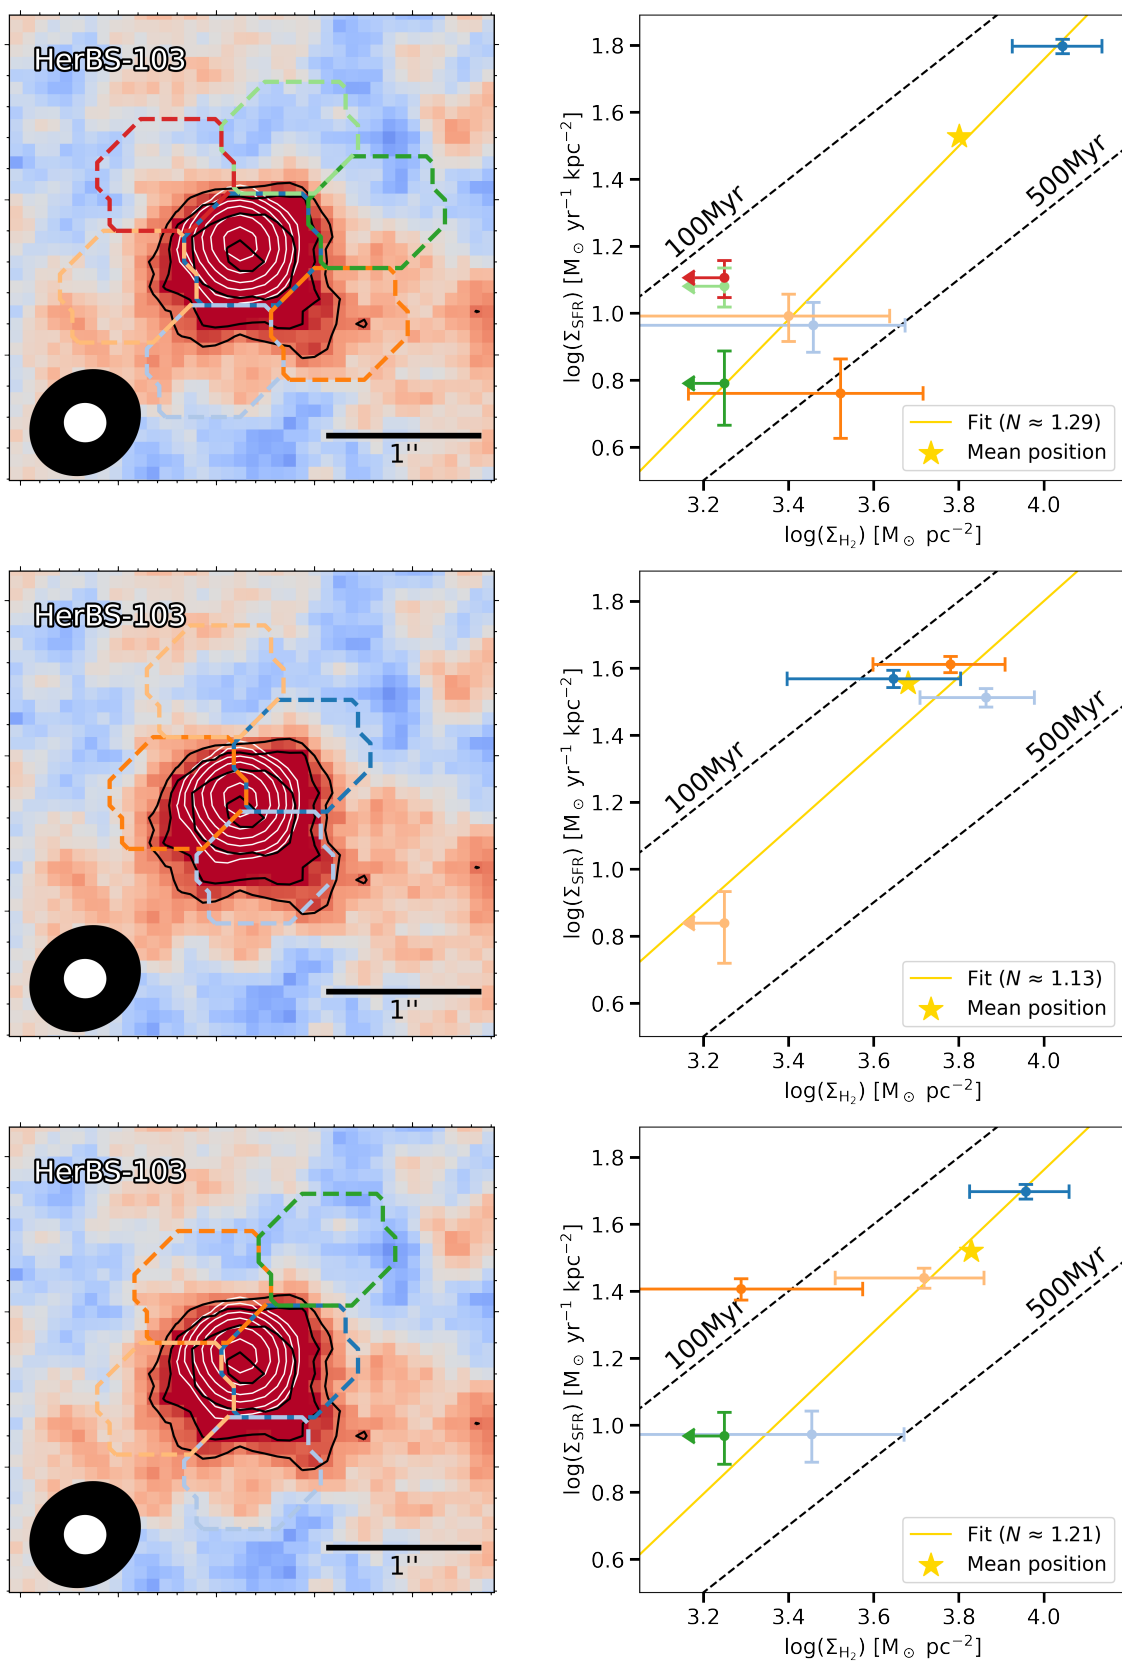 HerBS-103
1''
log(Σ_SFR) [M⊙ yr⁻¹ kpc⁻²]
1.8
1.6
1.4
1.2
1.0
0.8
0.6
100Myr
500Myr
Fit (N ≈ 1.29)
Mean position
3.2 3.4 3.6 3.8 4.0
log(Σ_H₂) [M⊙ pc⁻²]
HerBS-103
1''
log(Σ_SFR) [M⊙ yr⁻¹ kpc⁻²]
1.8
1.6
1.4
1.2
1.0
0.8
0.6
100Myr
500Myr
Fit (N ≈ 1.13)
Mean position
3.2 3.4 3.6 3.8 4.0
log(Σ_H₂) [M⊙ pc⁻²]
HerBS-103
1''
log(Σ_SFR) [M⊙ yr⁻¹ kpc⁻²]
1.8
1.6
1.4
1.2
1.0
0.8
0.6
100Myr
500Myr
Fit (N ≈ 1.21)
Mean position
3.2 3.4 3.6 3.8 4.0
log(Σ_H₂) [M⊙ pc⁻²]